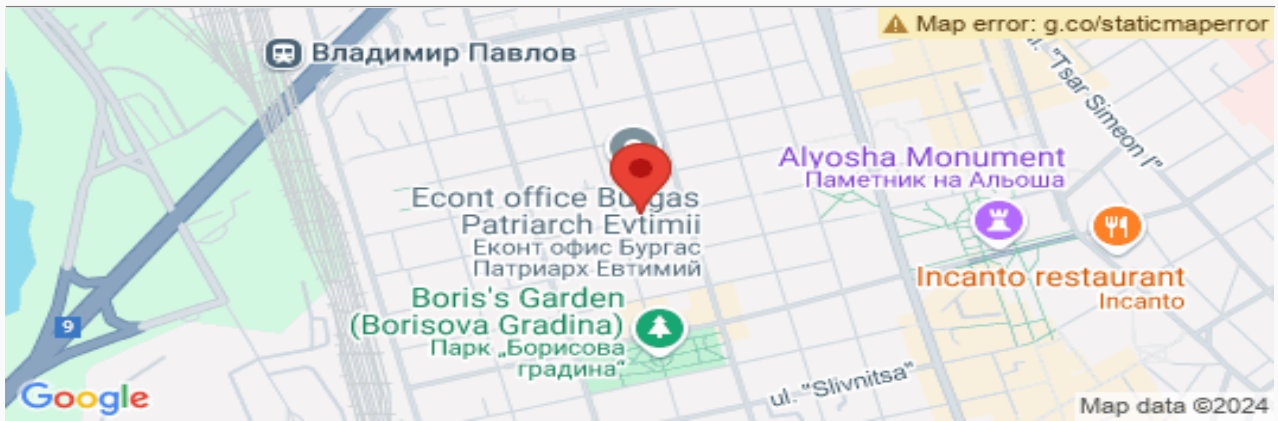 Map error: g.co/staticmaperror
Владимир Павлов
ul. "Tsar Simeon I"
Alyosha Monument
Паметник на Альоша
Econt office Burgas
Patriarch Evtimii
Еконт офис Бургас
Патриарх Евтимий
Incanto restaurant
Incanto
Boris's Garden
(Borisova Gradina)
Парк „Борисова
градина“
9
ul. "Slivnitsa"
Google
Map data ©2024